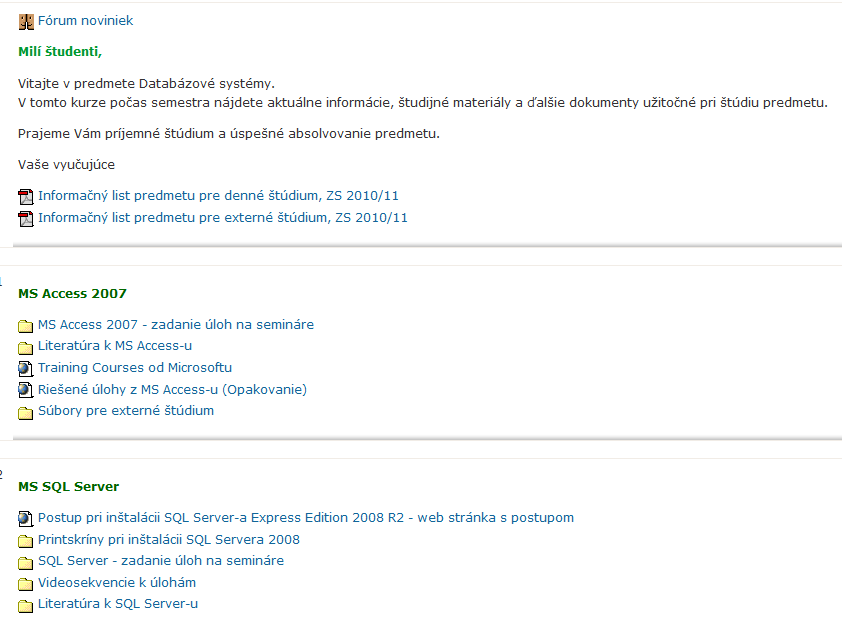 Fórum noviniek
Milí študenti,
Vitajte v predmete Databázové systémy.
V tomto kurze počas semestra nájdete aktuálne informácie, študijné materiály a ďalšie dokumenty užitočné pri štúdiu predmetu.
Prajeme Vám príjemné štúdium a úspešné absolvovanie predmetu.
Vaše vyučujúce
Informačný list predmetu pre denné štúdium, ZS 2010/11
Informačný list predmetu pre externé štúdium, ZS 2010/11
MS Access 2007
MS Access 2007 - zadanie úloh na semináre
Literatúra k MS Access-u
Training Courses od Microsoftu
Riešené úlohy z MS Access-u (Opakovanie)
Súbory pre externé štúdium
2
MS SQL Server
Postup pri inštalácii SQL Server-a Express Edition 2008 R2 - web stránka s postupom
Printskríny pri inštalácii SQL Servera 2008
SQL Server - zadanie úloh na semináre
Videosekvencie k úlohám
Literatúra k SQL Server-u